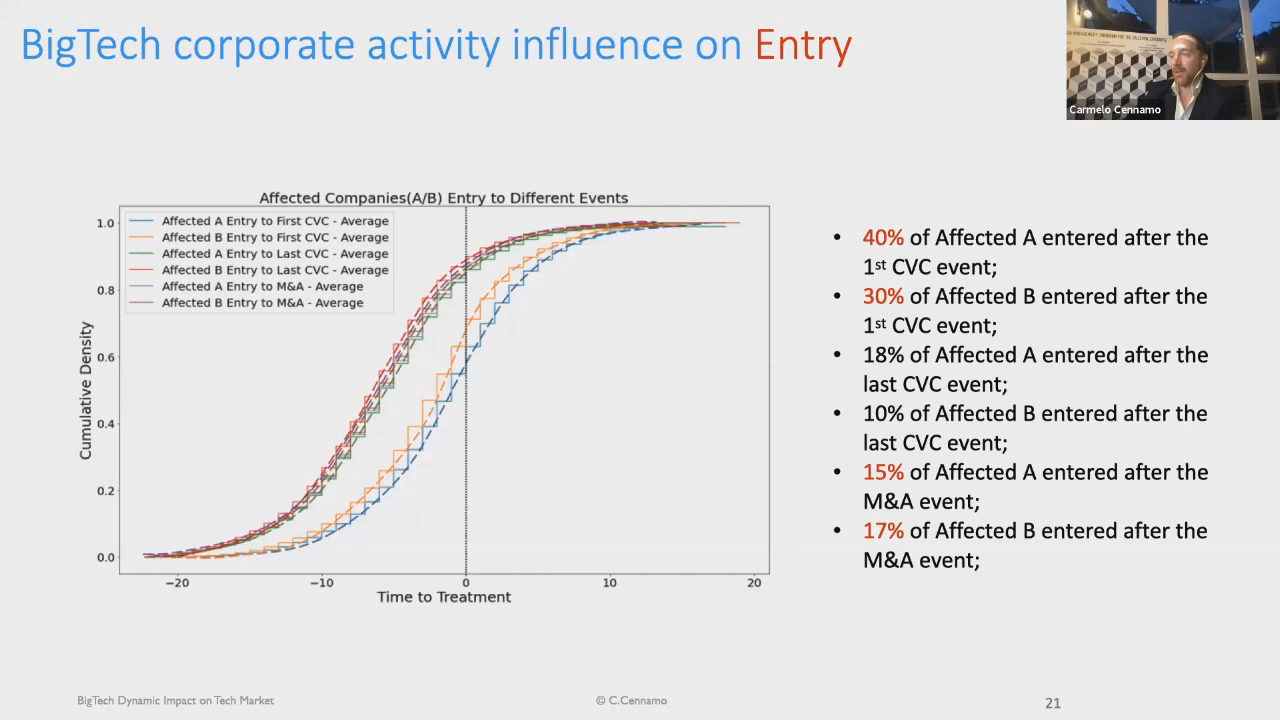 BigTech corporate activity influence on Entry
Carmelo Cennamo
Affected Companies(A/B) Entry to Different Events
Affected A Entry to First CVC - Average
Affected B Entry to First CVC - Average
Affected A Entry to Last CVC - Average
Affected B Entry to Last CVC - Average
Affected A Entry to M&A - Average
Affected B Entry to M&A - Average
1.0
0.8
0.6
0.4
0.2
0.0
Cumulative Density
−20
−10
0
10
20
Time to Treatment
• 40% of Affected A entered after the
1st CVC event;
• 30% of Affected B entered after the
1st CVC event;
• 18% of Affected A entered after the
last CVC event;
• 10% of Affected B entered after the
last CVC event;
• 15% of Affected A entered after the
M&A event;
• 17% of Affected B entered after the
M&A event;
BigTech Dynamic Impact on Tech Market
© C.Cennamo
21